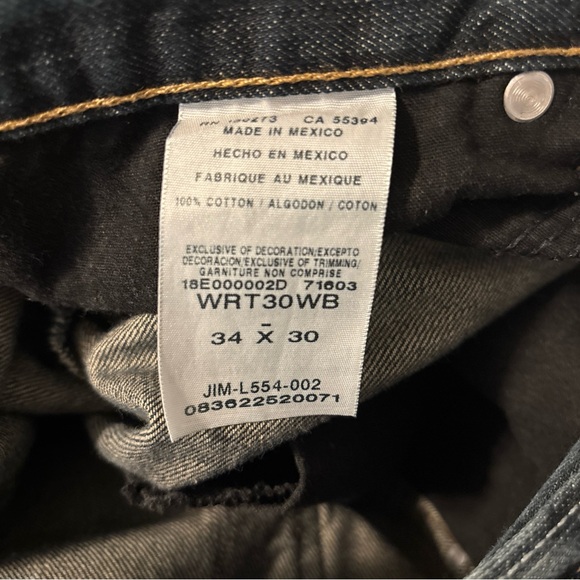 CA 55394
MADE IN MEXICO
HECHO EN MEXICO
FABRIQUE AU MEXIQUE
100% COTTON / ALGODON / COTON
EXCLUSIVE OF DECORATION/EXCEPTO
DECORACION/EXCLUSIVE OF TRIMMING/
GARNITURE NON COMPRISE
18E000002D 71603
WRT30WB
-
34 X 30
JIM-L554-002
083622520071